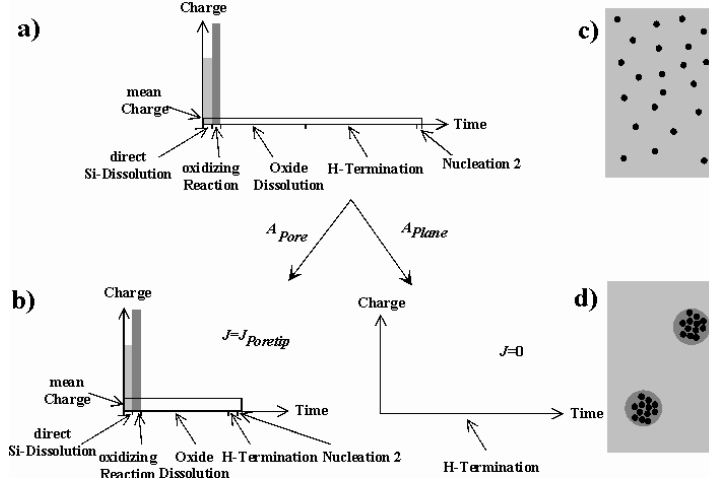 a)
Charge
mean
Charge
Time
direct
Si-Dissolution
oxidizing
Reaction
Oxide
Dissolution
H-Termination
Nucleation 2
c)
A Pore
A Plane
b)
Charge
J=J Poretip
mean
Charge
Time
direct
Si-Dissolution
oxidizing
Reaction
Oxide
Dissolution
H-Termination
Nucleation 2
Charge
J=0
Time
H-Termination
d)